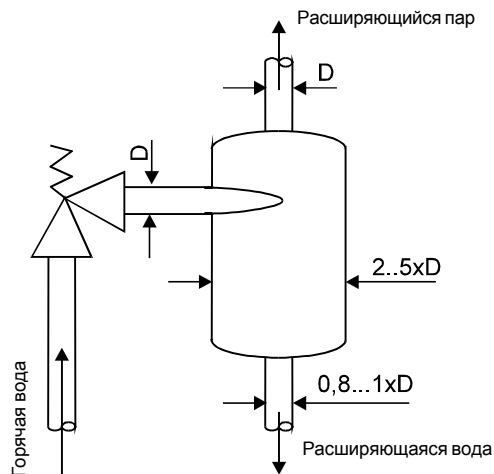 Расширяющийся пар
D
D
2..5xD
0,8...1xD
Горячая вода
Расширяющаяся вода